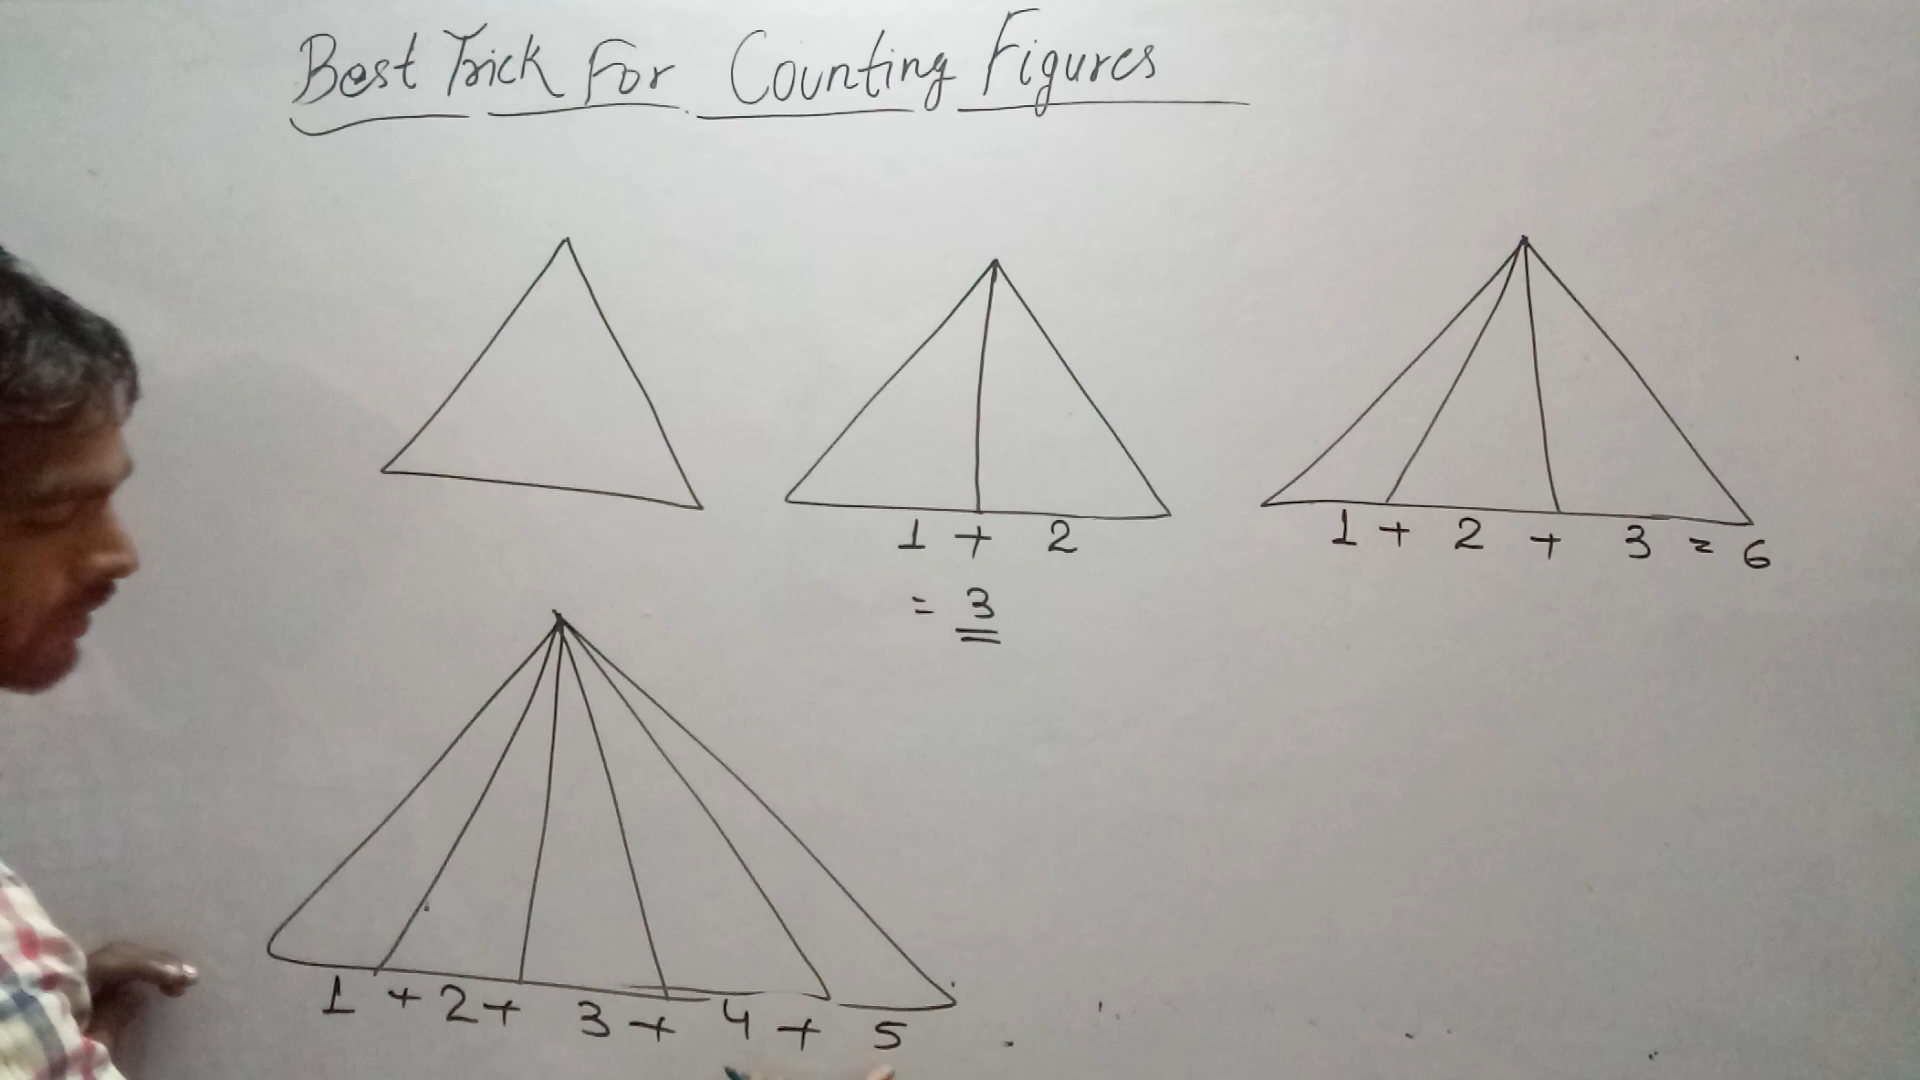 Best Trick For Counting Figures
1 + 2
= 3
1 + 2 + 3 = 6
1 + 2 + 3 + 4 + 5